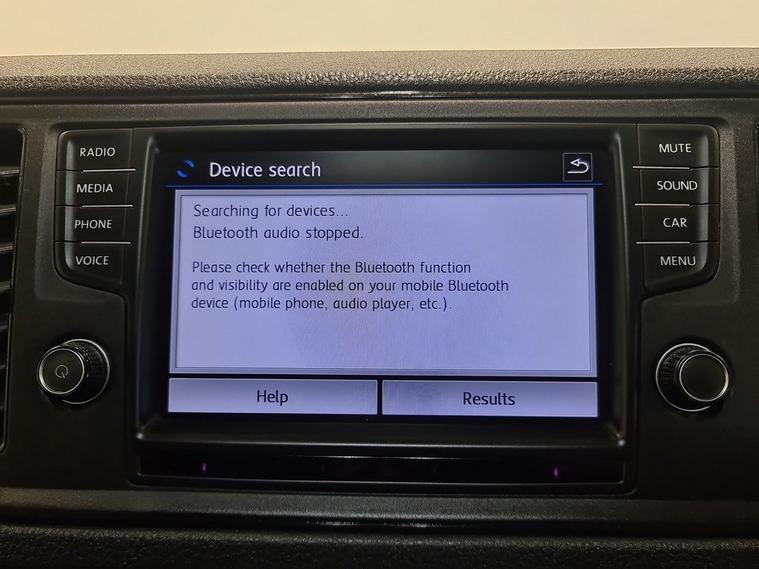 RADIO
MEDIA
PHONE
VOICE
Device search
Searching for devices...
Bluetooth audio stopped.
Please check whether the Bluetooth function
and visibility are enabled on your mobile Bluetooth
device (mobile phone, audio player, etc.).
Help
Results
MUTE
SOUND
CAR
MENU